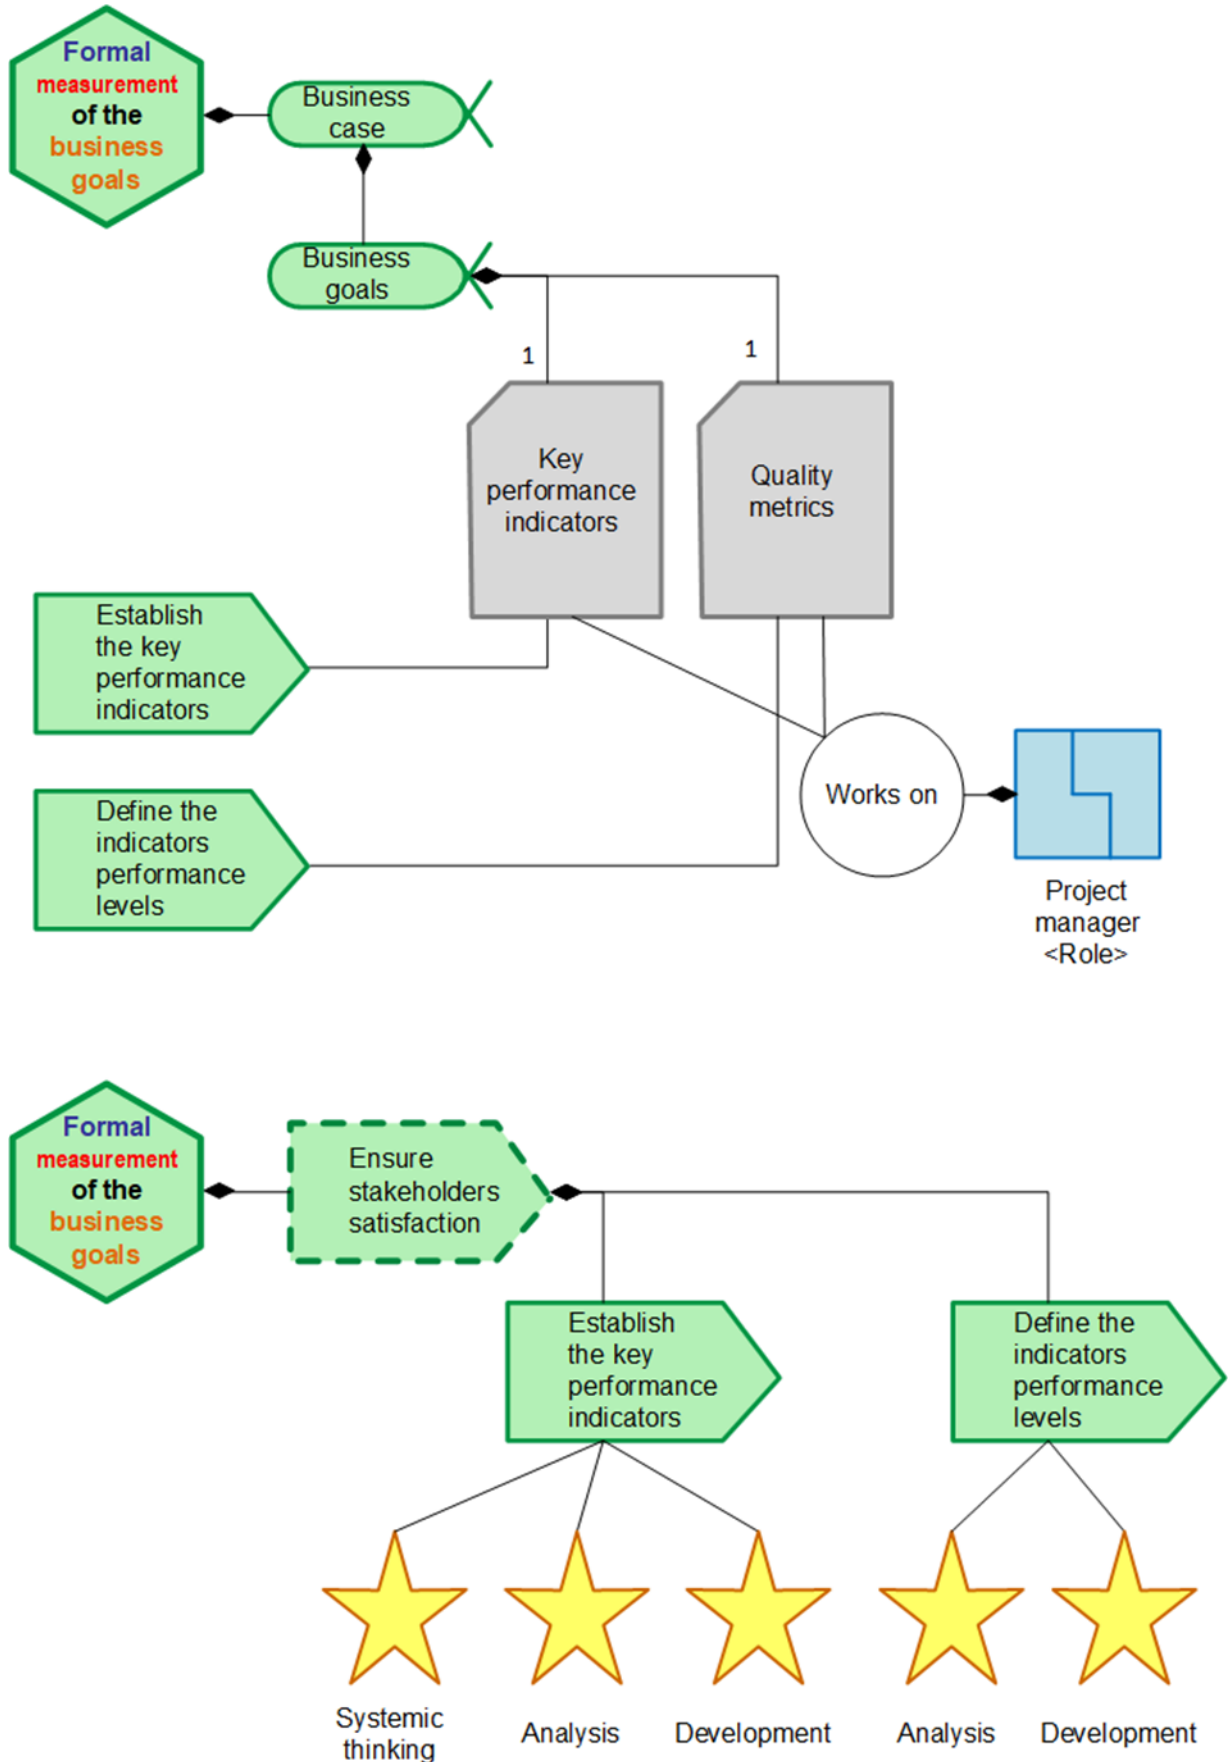 Formal
measurement
of the
business
goals
Business
case
Business
goals
1
1
Key
performance
indicators
Quality
metrics
Establish
the key
performance
indicators
Define the
indicators
performance
levels
Works on
Project
manager
<Role>
Formal
measurement
of the
business
goals
Ensure
stakeholders
satisfaction
Establish
the key
performance
indicators
Define the
indicators
performance
levels
Systemic
thinking
Analysis
Development
Analysis
Development